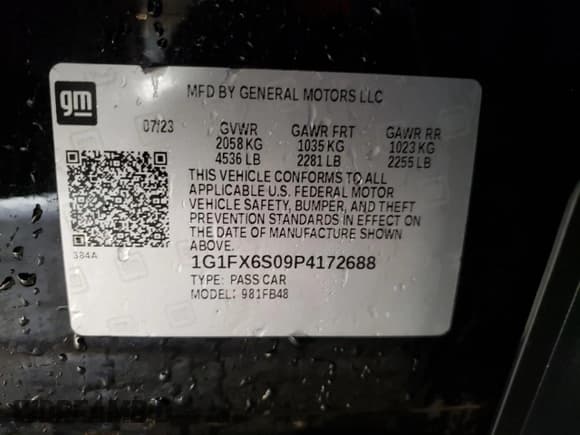 gm
MFD BY GENERAL MOTORS LLC
07/23 GVWR GAWR FRT GAWR RR
2058 KG 1035 KG 1023 KG
4536 LB 2281 LB 2255 LB
THIS VEHICLE CONFORMS TO ALL
APPLICABLE U.S. FEDERAL MOTOR
VEHICLE SAFETY, BUMPER, AND THEFT
PREVENTION STANDARDS IN EFFECT ON
THE DATE OF MANUFACTURE SHOWN
ABOVE.
384A
1G1FX6S09P4172688
TYPE: PASS CAR
MODEL: 981FB48